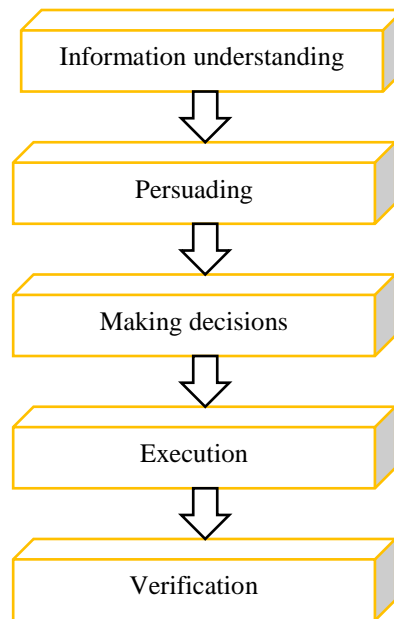 Information understanding
Persuading
Making decisions
Execution
Verification